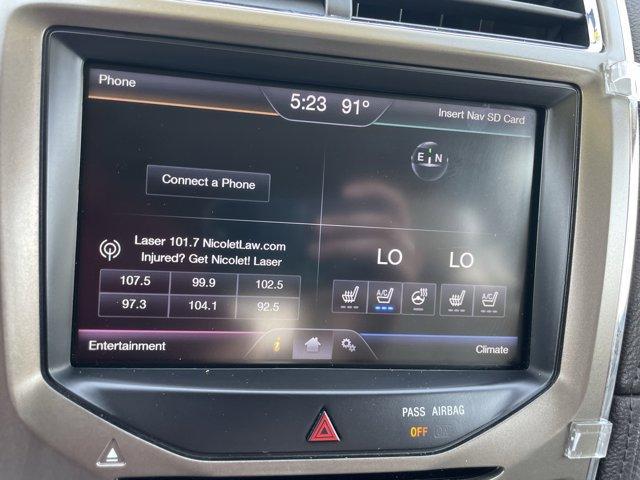 Phone
5:23 91°
Insert Nav SD Card
E N
Connect a Phone
Laser 101.7 NicoletLaw.com
Injured? Get Nicolet! Laser
107.5 99.9 102.5
97.3 104.1 92.5
LO LO
A/C A/C
Entertainment
i
Climate
PASS AIRBAG
OFF ON